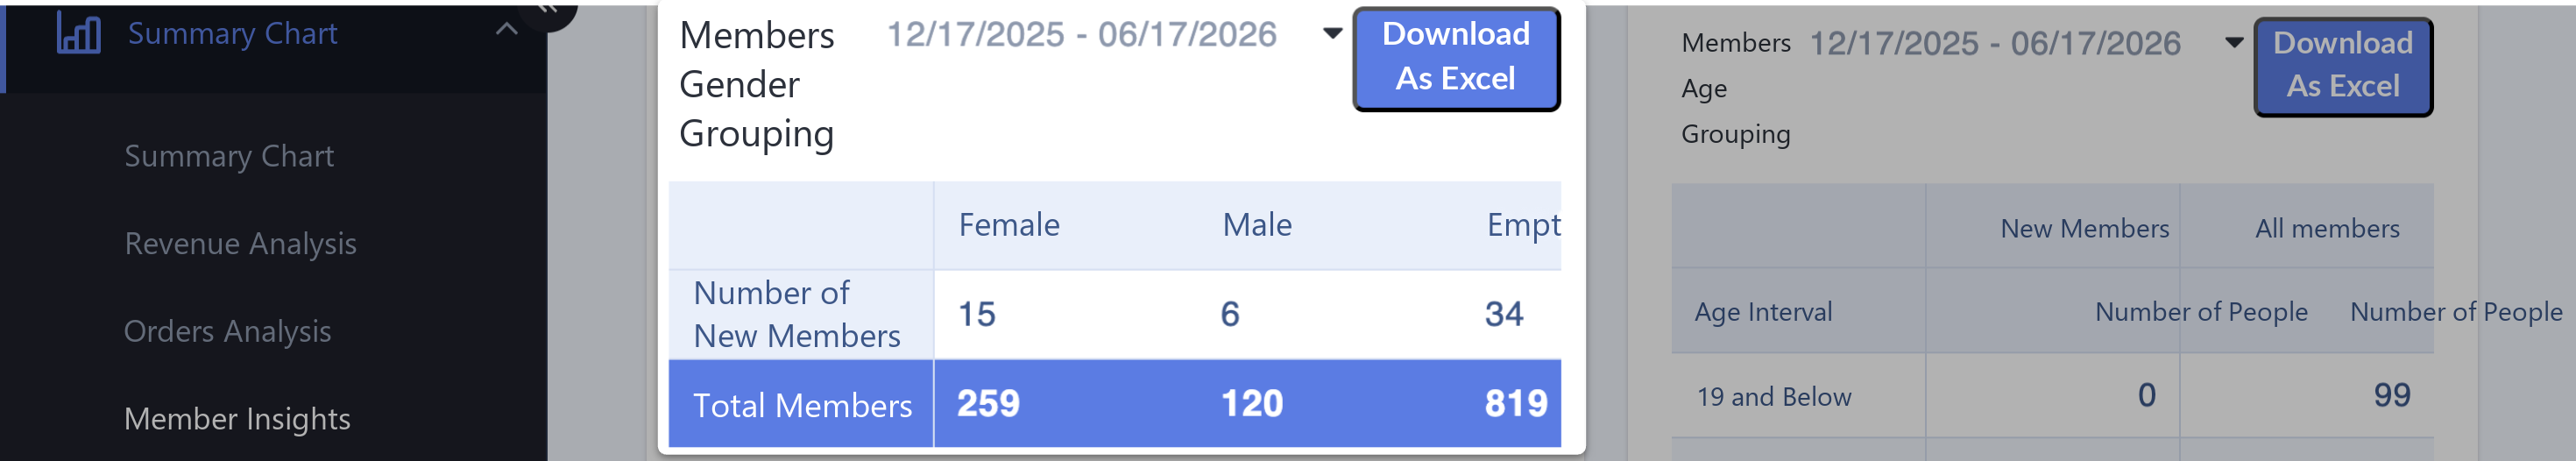 Summary Chart
Summary Chart
Revenue Analysis
Orders Analysis
Member Insights
Members
Gender
Grouping
12/17/2025 - 06/17/2026
Download
As Excel
Female Male Empt
Number of
New Members
15 6 34
Total Members 259 120 819
Members
Age
Grouping
12/17/2025 - 06/17/2026
Download
As Excel
New Members All members
Age Interval Number of People Number of People
19 and Below 0 99